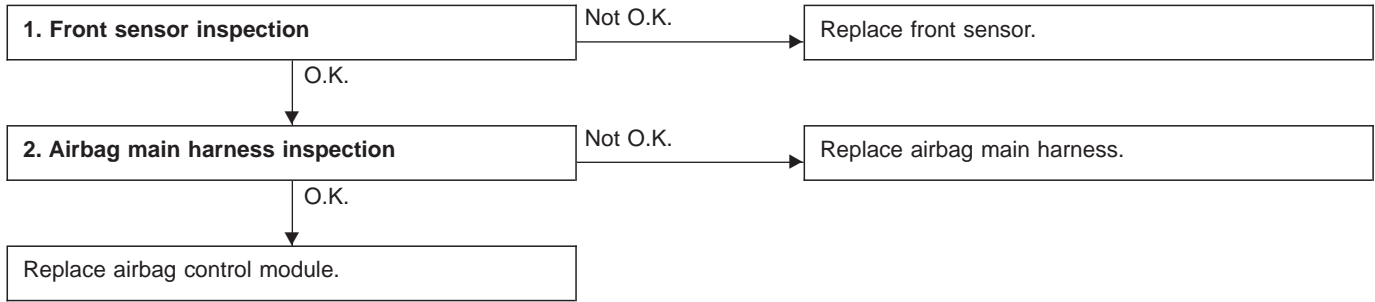 1. Front sensor inspection
Not O.K.
Replace front sensor.
O.K.
2. Airbag main harness inspection
Not O.K.
Replace airbag main harness.
O.K.
Replace airbag control module.